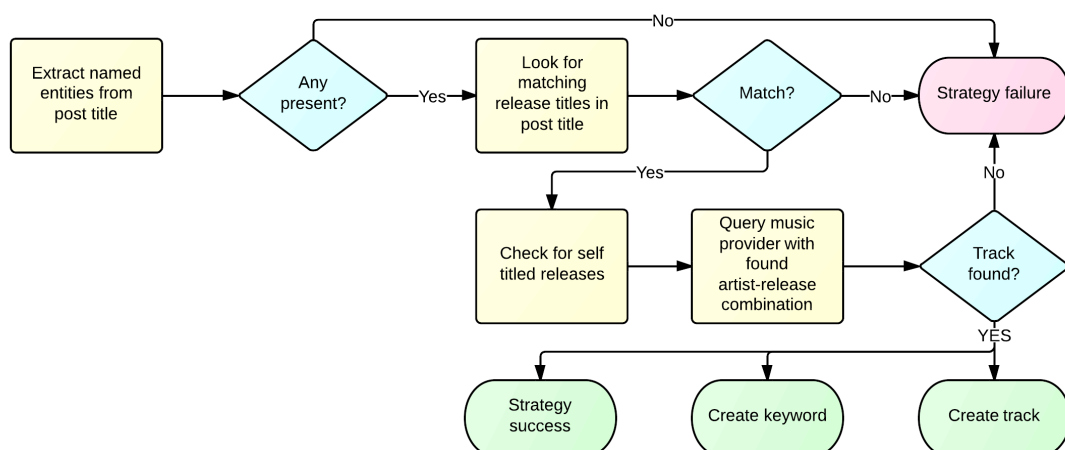 No
Extract named
entities from
post title
Any
present?
Yes
Look for
matching
release titles in
post title
Match?
No
Strategy failure
Yes
No
Check for self
titled releases
Query music
provider with
found
artist-release
combination
Track
found?
YES
Strategy
success
Create keyword
Create track